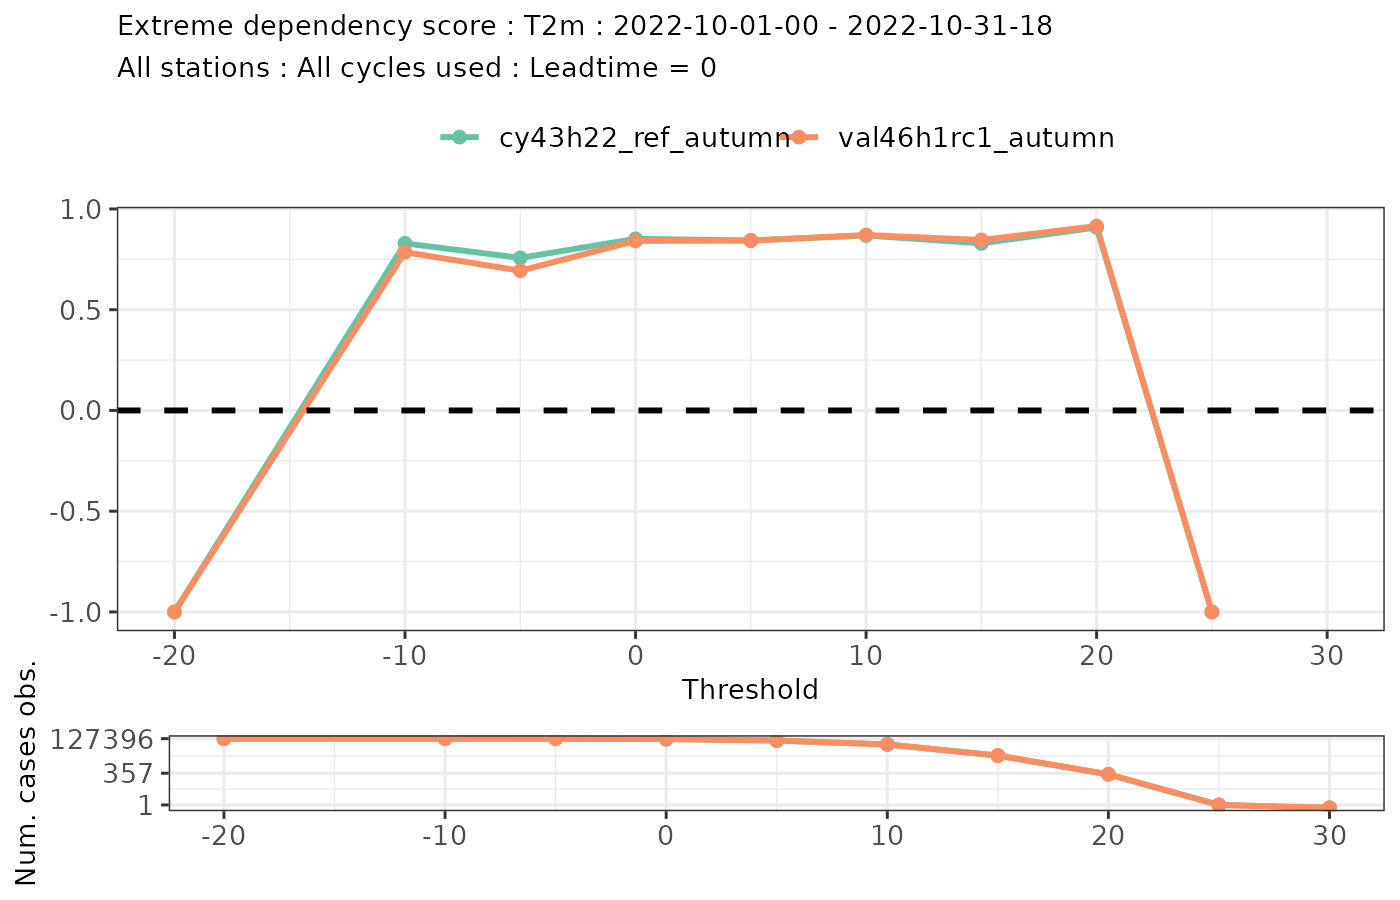 Extreme dependency score : T2m : 2022-10-01-00 - 2022-10-31-18
All stations : All cycles used : Leadtime = 0
cy43h22_ref_autumn val46h1rc1_autumn
1.0
0.5
0.0
-0.5
-1.0
-20 -10 0 10 20 30
Threshold
Num. cases obs.
127396
357
1
-20 -10 0 10 20 30